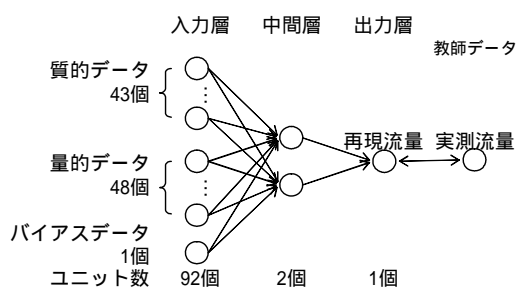 入力層 中間層 出力層
教師データ
質的データ
43個
再現流量 実測流量
量的データ
48個
バイアスデータ
1個
ユニット数 92個 2個 1個